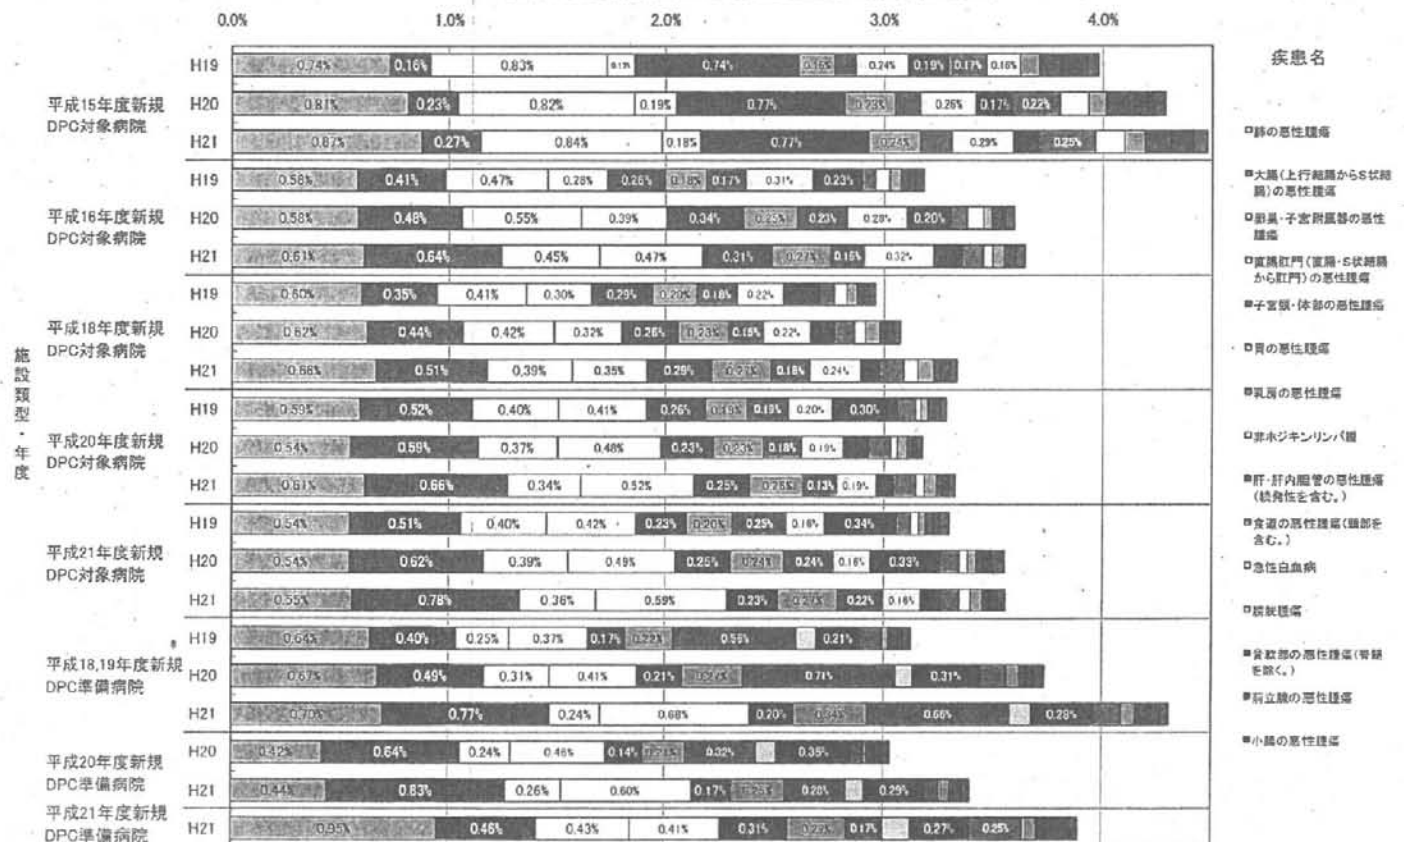 0.0% 1.0% 2.0% 3.0% 4.0%
平成15年度新規
DPC対象病院
H19 0.74% 0.16% 0.83% 0.74% 0.24% 0.19% 0.17% 0.16%
H20 0.81% 0.23% 0.82% 0.19% 0.77% 0.23% 0.26% 0.17% 0.22%
H21 0.87% 0.27% 0.84% 0.18% 0.77% 0.24% 0.29% 0.25%
平成16年度新規
DPC対象病院
H19 0.58% 0.41% 0.47% 0.28% 0.26% 0.18% 0.17% 0.31% 0.23%
H20 0.58% 0.48% 0.55% 0.39% 0.34% 0.25% 0.23% 0.28% 0.20%
H21 0.61% 0.64% 0.45% 0.47% 0.31% 0.27% 0.32%
平成18年度新規
DPC対象病院
H19 0.60% 0.35% 0.41% 0.30% 0.29% 0.20% 0.18% 0.22%
H20 0.62% 0.44% 0.42% 0.32% 0.26% 0.23% 0.22%
H21 0.66% 0.51% 0.39% 0.35% 0.29% 0.27% 0.18% 0.24%
平成20年度新規
DPC対象病院
H19 0.59% 0.52% 0.40% 0.41% 0.26% 0.19% 0.19% 0.20% 0.30%
H20 0.54% 0.59% 0.37% 0.48% 0.23% 0.23% 0.18% 0.19%
H21 0.61% 0.66% 0.34% 0.52% 0.25% 0.13% 0.19%
平成21年度新規
DPC対象病院
H19 0.54% 0.51% 0.40% 0.42% 0.23% 0.20% 0.25% 0.34%
H20 0.54% 0.62% 0.39% 0.49% 0.25% 0.24% 0.24% 0.33%
H21 0.55% 0.78% 0.36% 0.59% 0.23% 0.27% 0.22%
平成18,19年度新規
DPC準備病院
H19 0.64% 0.40% 0.25% 0.37% 0.17% 0.22% 0.56% 0.21%
H20 0.67% 0.49% 0.31% 0.41% 0.21% 0.71% 0.31%
H21 0.70% 0.77% 0.24% 0.68% 0.20% 0.66% 0.28%
平成20年度新規
DPC準備病院
H20 0.42% 0.64% 0.24% 0.46% 0.14% 0.32% 0.35%
H21 0.44% 0.83% 0.26% 0.60% 0.17% 0.29%
平成21年度新規
DPC準備病院
H21 0.95% 0.46% 0.43% 0.41% 0.31% 0.17% 0.27% 0.25%
施設類型・年度
疾患名
肺の悪性腫瘍
大腸(上行結腸からS状結
腸)の悪性腫瘍
卵巣・子宮附属器の悪性
腫瘍
直腸肛門(直腸・S状結腸
から肛門)の悪性腫瘍
子宮頸・体部の悪性腫瘍
胃の悪性腫瘍
乳房の悪性腫瘍
非ホジキンリンパ腫
肝・肝内胆管の悪性腫瘍
(続発性を含む。)
食道の悪性腫瘍(頸部を
含む。)
急性白血病
膀胱腫瘍
骨軟部の悪性腫瘍(脊髄
を除く。)
前立腺の悪性腫瘍
小腸の悪性腫瘍